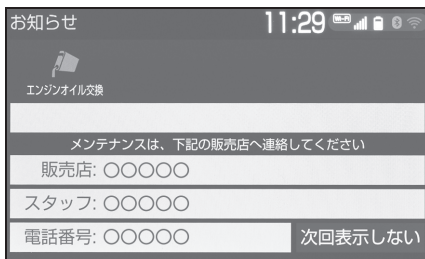 お知らせ 11:29 Wi-Fi
エンジンオイル交換
メンテナンスは、下記の販売店へ連絡してください
販売店: ○○○○○
スタッフ: ○○○○○
電話番号: ○○○○○ 次回表示しない